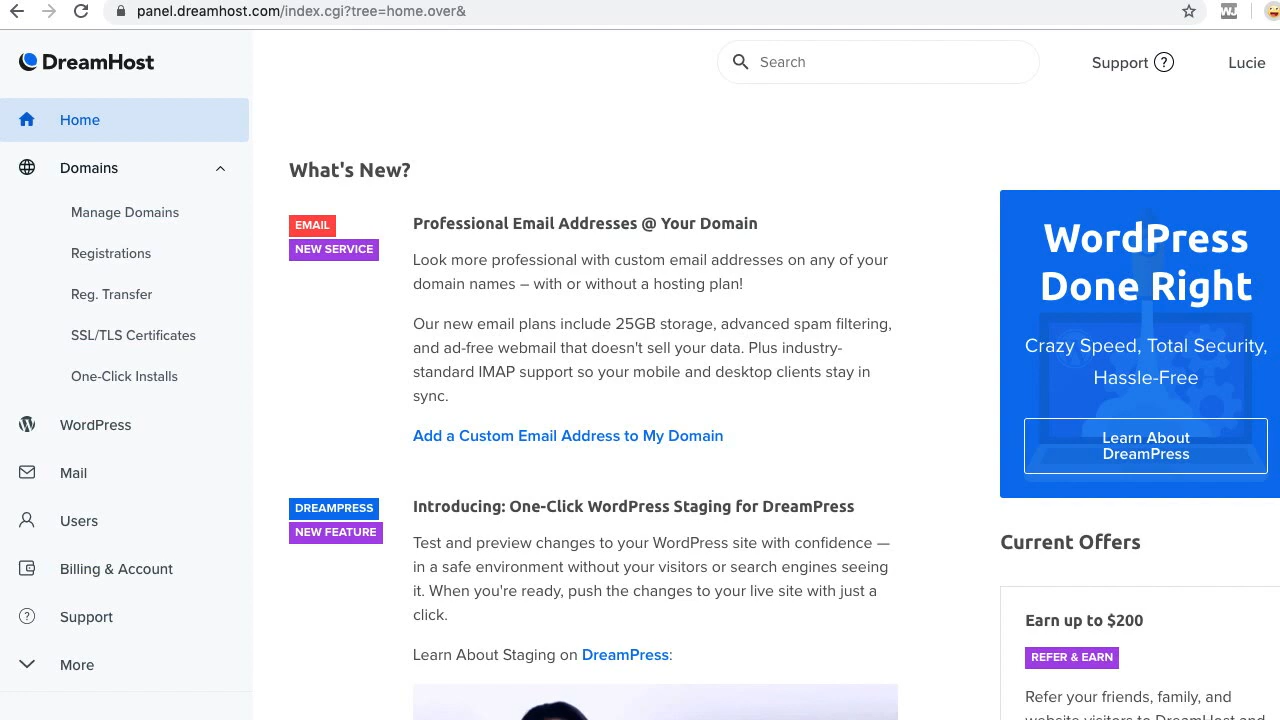 panel.dreamhost.com/index.cgi?tree=home.over&
DreamHost
Search
Support ?
Lucie
Home
Domains
Manage Domains
Registrations
Reg. Transfer
SSL/TLS Certificates
One-Click Installs
WordPress
Mail
Users
Billing & Account
Support
More
What's New?
EMAIL
NEW SERVICE
Professional Email Addresses @ Your Domain
Look more professional with custom email addresses on any of your
domain names – with or without a hosting plan!
Our new email plans include 25GB storage, advanced spam filtering,
and ad-free webmail that doesn't sell your data. Plus industry-
standard IMAP support so your mobile and desktop clients stay in
sync.
Add a Custom Email Address to My Domain
DREAMPRESS
NEW FEATURE
Introducing: One-Click WordPress Staging for DreamPress
Test and preview changes to your WordPress site with confidence —
in a safe environment without your visitors or search engines seeing
it. When you're ready, push the changes to your live site with just a
click.
Learn About Staging on DreamPress:
WordPress
Done Right
Crazy Speed, Total Security,
Hassle-Free
Learn About
DreamPress
Current Offers
Earn up to $200
REFER & EARN
Refer your friends, family, and
website visitors to DreamHost and